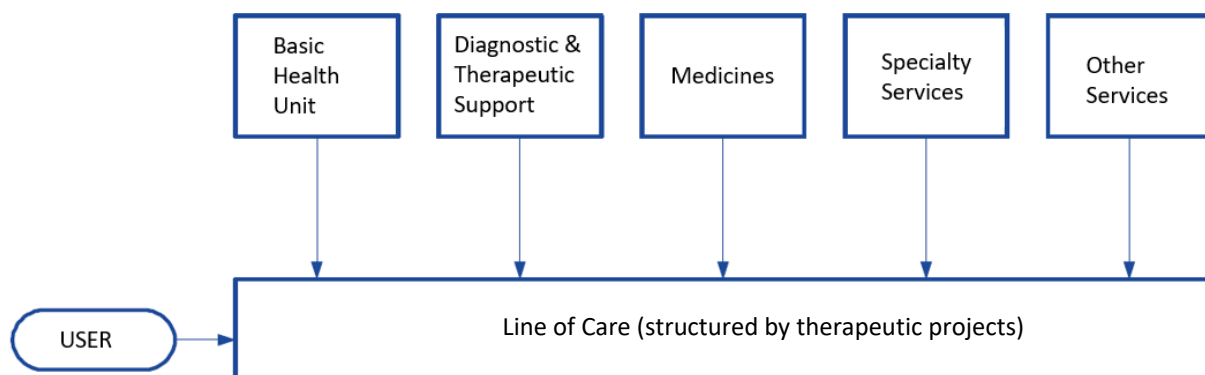 Basic
Health
Unit
Diagnostic &
Therapeutic
Support
Medicines
Specialty
Services
Other
Services
USER
Line of Care (structured by therapeutic projects)